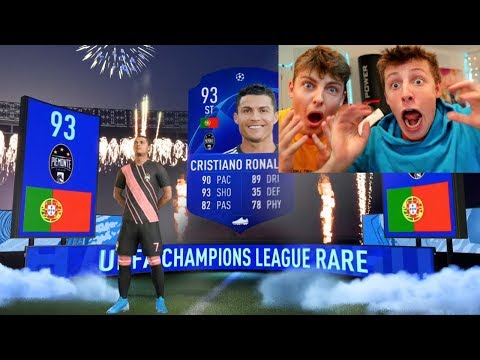 93
PIEMONTE
93
ST
CRISTIANO RONAL
90 PAC 89 DRI
93 SHO 35 DEF
82 PAS 78 PHY
POWER
7
CHAMPIONS LEAGUE RARE